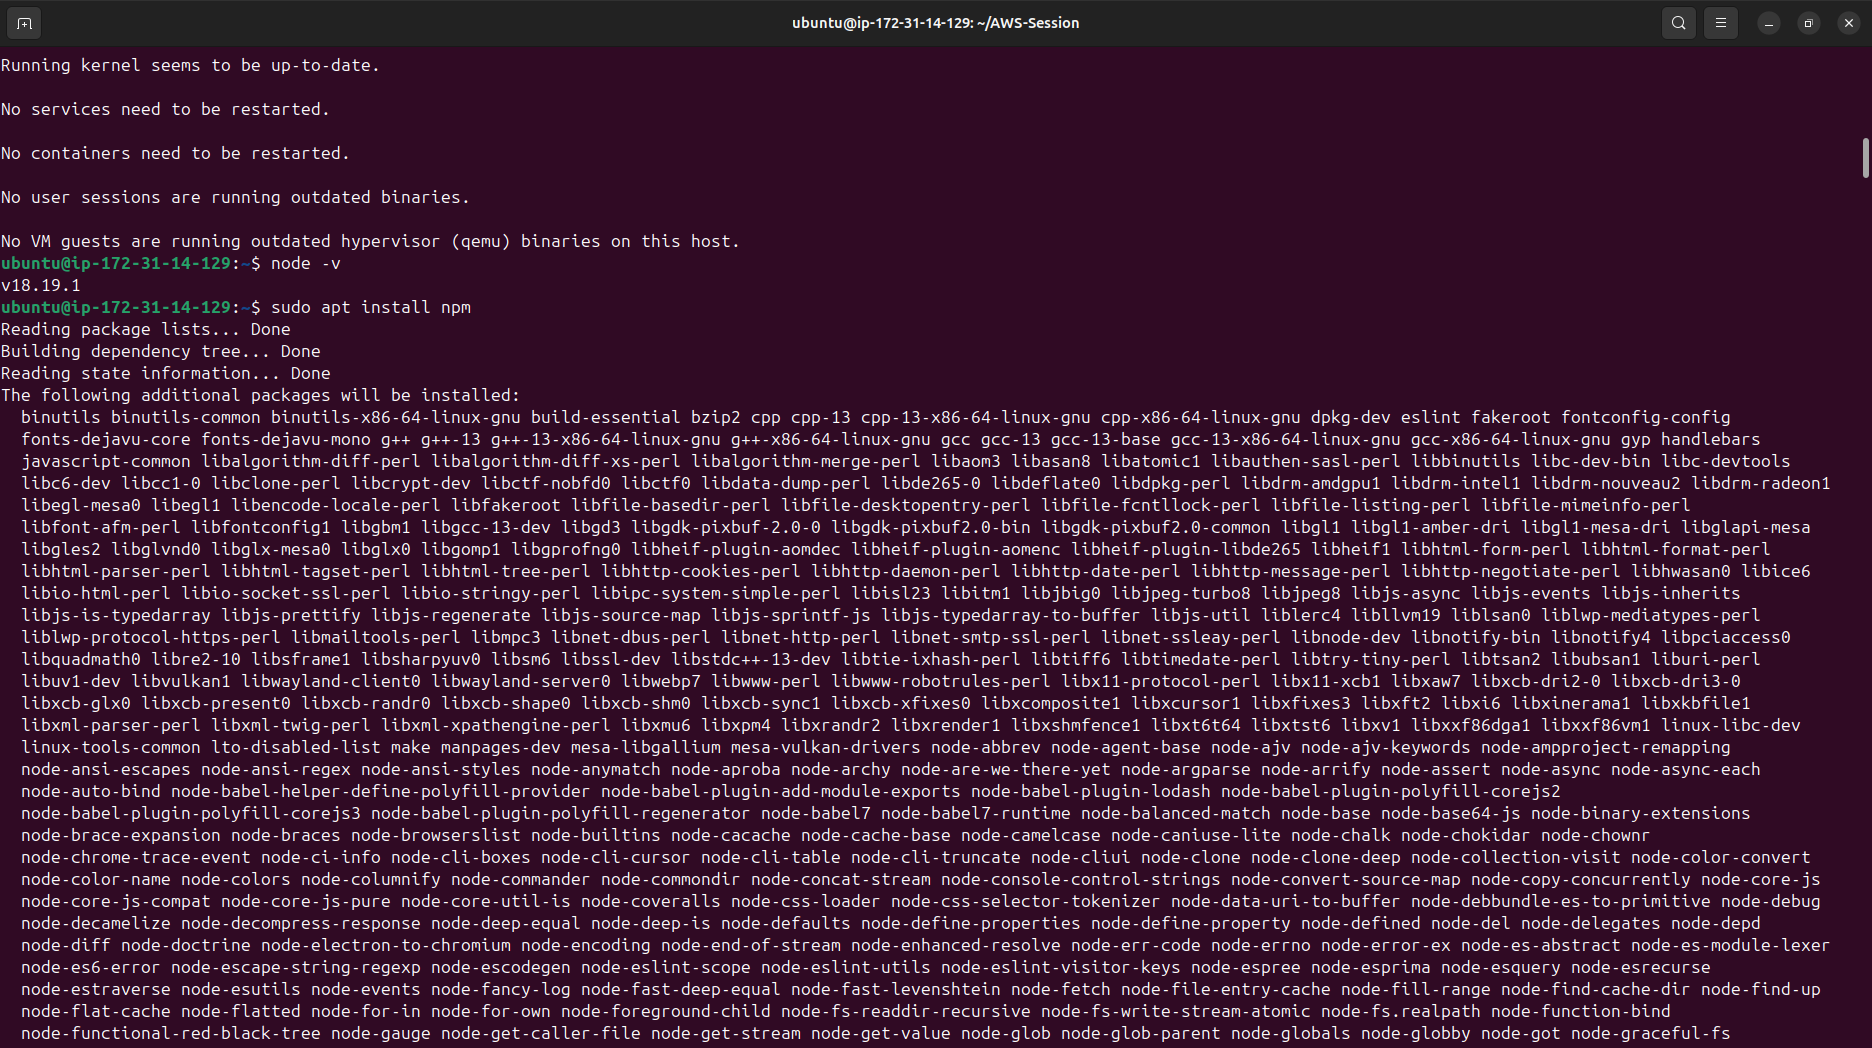 ubuntu@ip-172-31-14-129: ~/AWS-Session
Running kernel seems to be up-to-date.
No services need to be restarted.
No containers need to be restarted.
No user sessions are running outdated binaries.
No VM guests are running outdated hypervisor (qemu) binaries on this host.
ubuntu@ip-172-31-14-129:~$ node -v
v18.19.1
ubuntu@ip-172-31-14-129:~$ sudo apt install npm
Reading package lists... Done
Building dependency tree... Done
Reading state information... Done
The following additional packages will be installed:
  binutils binutils-common binutils-x86-64-linux-gnu build-essential bzip2 cpp cpp-13 cpp-13-x86-64-linux-gnu cpp-x86-64-linux-gnu dpkg-dev eslint fakeroot fontconfig-config
  fonts-dejavu-core fonts-dejavu-mono g++ g++-13 g++-13-x86-64-linux-gnu g++-x86-64-linux-gnu gcc gcc-13 gcc-13-base gcc-13-x86-64-linux-gnu gcc-x86-64-linux-gnu gyp handlebars
  javascript-common libalgorithm-diff-perl libalgorithm-diff-xs-perl libalgorithm-merge-perl libaom3 libasan8 libatomic1 libauthen-sasl-perl libbinutils libc-dev-bin libc-devtools
  libc6-dev libcc1-0 libclone-perl libcrypt-dev libctf-nobfd0 libctf0 libdata-dump-perl libde265-0 libdeflate0 libdpkg-perl libdrm-amdgpu1 libdrm-intel1 libdrm-nouveau2 libdrm-radeon1
  libegl-mesa0 libegl1 libencode-locale-perl libfakeroot libfile-basedir-perl libfile-desktopentry-perl libfile-fcntllock-perl libfile-listing-perl libfile-mimeinfo-perl
  libfont-afm-perl libfontconfig1 libgbm1 libgcc-13-dev libgd3 libgdk-pixbuf-2.0-0 libgdk-pixbuf2.0-bin libgdk-pixbuf2.0-common libgl1 libgl1-amber-dri libgl1-mesa-dri libglapi-mesa
  libgles2 libglvnd0 libglx-mesa0 libglx0 libgomp1 libgprofng0 libheif-plugin-aomdec libheif-plugin-aomenc libheif-plugin-libde265 libheif1 libhtml-form-perl libhtml-format-perl
  libhtml-parser-perl libhtml-tagset-perl libhtml-tree-perl libhttp-cookies-perl libhttp-daemon-perl libhttp-date-perl libhttp-message-perl libhttp-negotiate-perl libhwasan0 libice6
  libio-html-perl libio-socket-ssl-perl libio-stringy-perl libipc-system-simple-perl libisl23 libitm1 libjbig0 libjpeg-turbo8 libjpeg8 libjs-async libjs-events libjs-inherits
  libjs-is-typedarray libjs-prettify libjs-regenerate libjs-source-map libjs-sprintf-js libjs-typedarray-to-buffer libjs-util liblerc4 libllvm19 liblsan0 liblwp-mediatypes-perl
  liblwp-protocol-https-perl libmailtools-perl libmpc3 libnet-dbus-perl libnet-http-perl libnet-smtp-ssl-perl libnet-ssleay-perl libnode-dev libnotify-bin libnotify4 libpciaccess0
  libquadmath0 libre2-10 libsframe1 libsharpyuv0 libsm6 libssl-dev libstdc++-13-dev libtie-ixhash-perl libtiff6 libtimedate-perl libtry-tiny-perl libtsan2 libubsan1 liburi-perl
  libuv1-dev libvulkan1 libwayland-client0 libwayland-server0 libwebp7 libwww-perl libwww-robotrules-perl libx11-protocol-perl libx11-xcb1 libxaw7 libxcb-dri2-0 libxcb-dri3-0
  libxcb-glx0 libxcb-present0 libxcb-randr0 libxcb-shape0 libxcb-shm0 libxcb-sync1 libxcb-xfixes0 libxcomposite1 libxcursor1 libxfixes3 libxft2 libxi6 libxinerama1 libxkbfile1
  libxml-parser-perl libxml-twig-perl libxml-xpathengine-perl libxmu6 libxpm4 libxrandr2 libxrender1 libxshmfence1 libxt6t64 libxtst6 libxv1 libxxf86dga1 libxxf86vm1 linux-libc-dev
  linux-tools-common lto-disabled-list make manpages-dev mesa-libgallium mesa-vulkan-drivers node-abbrev node-agent-base node-ajv node-ajv-keywords node-ampproject-remapping
  node-ansi-escapes node-ansi-regex node-ansi-styles node-anymatch node-aproba node-archy node-are-we-there-yet node-argparse node-arrify node-assert node-async node-async-each
  node-auto-bind node-babel-helper-define-polyfill-provider node-babel-plugin-add-module-exports node-babel-plugin-lodash node-babel-plugin-polyfill-corejs2
  node-babel-plugin-polyfill-corejs3 node-babel-plugin-polyfill-regenerator node-babel7 node-babel7-runtime node-balanced-match node-base node-base64-js node-binary-extensions
  node-brace-expansion node-braces node-browserslist node-builtins node-cacache node-cache-base node-camelcase node-caniuse-lite node-chalk node-chokidar node-chownr
  node-chrome-trace-event node-ci-info node-cli-boxes node-cli-cursor node-cli-table node-cli-truncate node-cliui node-clone node-clone-deep node-collection-visit node-color-convert
  node-color-name node-colors node-columnify node-commander node-commondir node-concat-stream node-console-control-strings node-convert-source-map node-copy-concurrently node-core-js
  node-core-js-compat node-core-js-pure node-core-util-is node-coveralls node-css-loader node-css-selector-tokenizer node-data-uri-to-buffer node-debbundle-es-to-primitive node-debug
  node-decamelize node-decompress-response node-deep-equal node-deep-is node-defaults node-define-properties node-define-property node-defined node-del node-delegates node-depd
  node-diff node-doctrine node-electron-to-chromium node-encoding node-end-of-stream node-enhanced-resolve node-err-code node-errno node-error-ex node-es-abstract node-es-module-lexer
  node-es6-error node-escape-string-regexp node-escodegen node-eslint-scope node-eslint-utils node-eslint-visitor-keys node-espree node-esprima node-esquery node-esrecurse
  node-estraverse node-esutils node-events node-fancy-log node-fast-deep-equal node-fast-levenshtein node-fetch node-file-entry-cache node-fill-range node-find-cache-dir node-find-up
  node-flat-cache node-flatted node-for-in node-for-own node-foreground-child node-fs-readdir-recursive node-fs-write-stream-atomic node-fs.realpath node-function-bind
  node-functional-red-black-tree node-gauge node-get-caller-file node-get-stream node-get-value node-glob node-glob-parent node-globals node-globby node-got node-graceful-fs